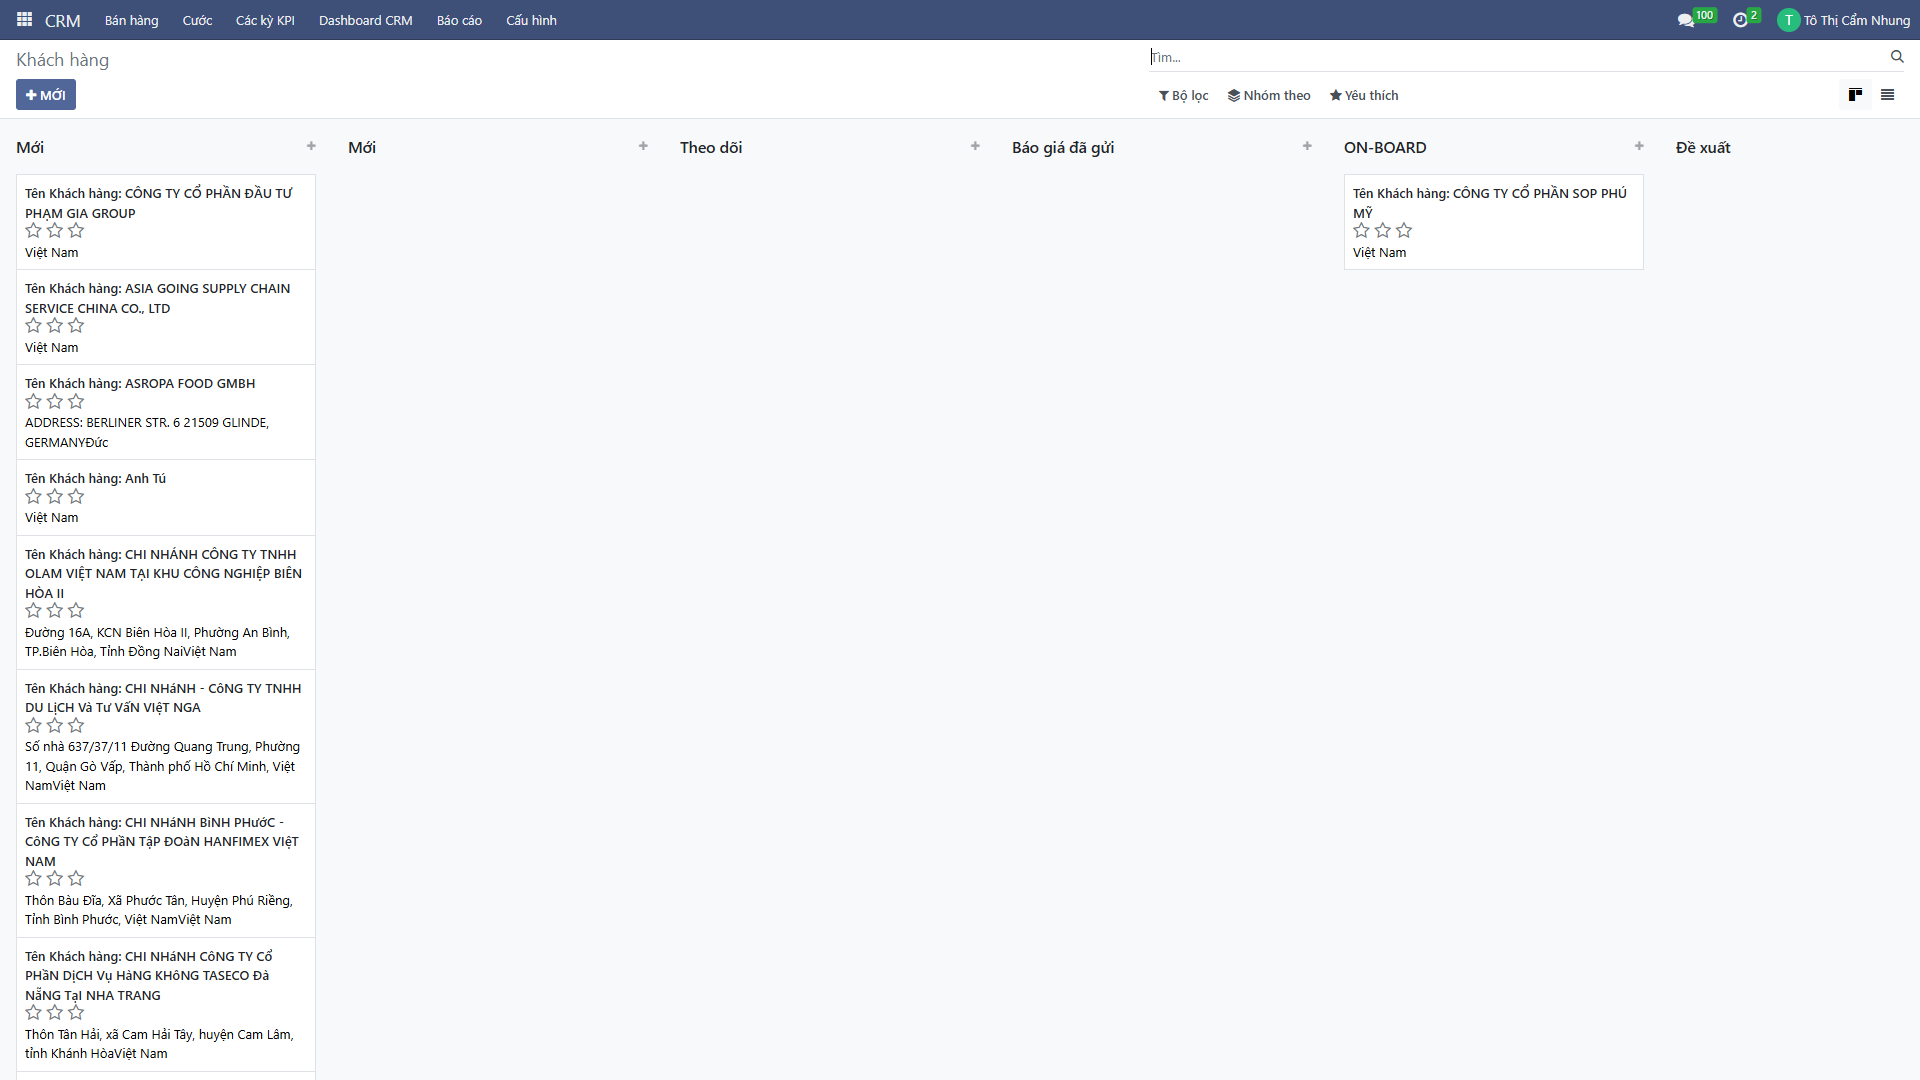 CRM Bán hàng Cước Các kỳ KPI Dashboard CRM Báo cáo Cấu hình 100 2 T Tô Thị Cẩm Nhung
Khách hàng
Tìm...
MỚI
Bộ lọc Nhóm theo Yêu thích
Mới Mới Theo dõi Báo giá đã gửi ON-BOARD Đề xuất
Tên Khách hàng: CÔNG TY CỔ PHẦN ĐẦU TƯ
PHẠM GIA GROUP
Việt Nam
Tên Khách hàng: ASIA GOING SUPPLY CHAIN
SERVICE CHINA CO., LTD
Việt Nam
Tên Khách hàng: ASROPA FOOD GMBH
ADDRESS: BERLINER STR. 6 21509 GLINDE,
GERMANYĐức
Tên Khách hàng: Anh Tú
Việt Nam
Tên Khách hàng: CHI NHÁNH CÔNG TY TNHH
OLAM VIỆT NAM TẠI KHU CÔNG NGHIỆP BIÊN
HÒA II
Đường 16A, KCN Biên Hòa II, Phường An Bình,
TP.Biên Hòa, Tỉnh Đồng NaiViệt Nam
Tên Khách hàng: CHI NHáNH - CôNG TY TNHH
DU LịCH Và Tư VấN VIệT NGA
Số nhà 637/37/11 Đường Quang Trung, Phường
11, Quận Gò Vấp, Thành phố Hồ Chí Minh, Việt
NamViệt Nam
Tên Khách hàng: CHI NHáNH BìNH PHướC -
CôNG TY Cổ PHầN TậP ĐOàN HANFIMEX VIệT
NAM
Thôn Bàu Đĩa, Xã Phước Tân, Huyện Phú Riềng,
Tỉnh Bình Phước, Việt NamViệt Nam
Tên Khách hàng: CHI NHáNH CôNG TY Cổ
PHầN DịCH Vụ HàNG KHôNG TASECO Đà
NẵNG TạI NHA TRANG
Thôn Tân Hải, xã Cam Hải Tây, huyện Cam Lâm,
tỉnh Khánh HòaViệt Nam
Tên Khách hàng: CÔNG TY CỔ PHẦN SOP PHÚ
MỸ
Việt Nam